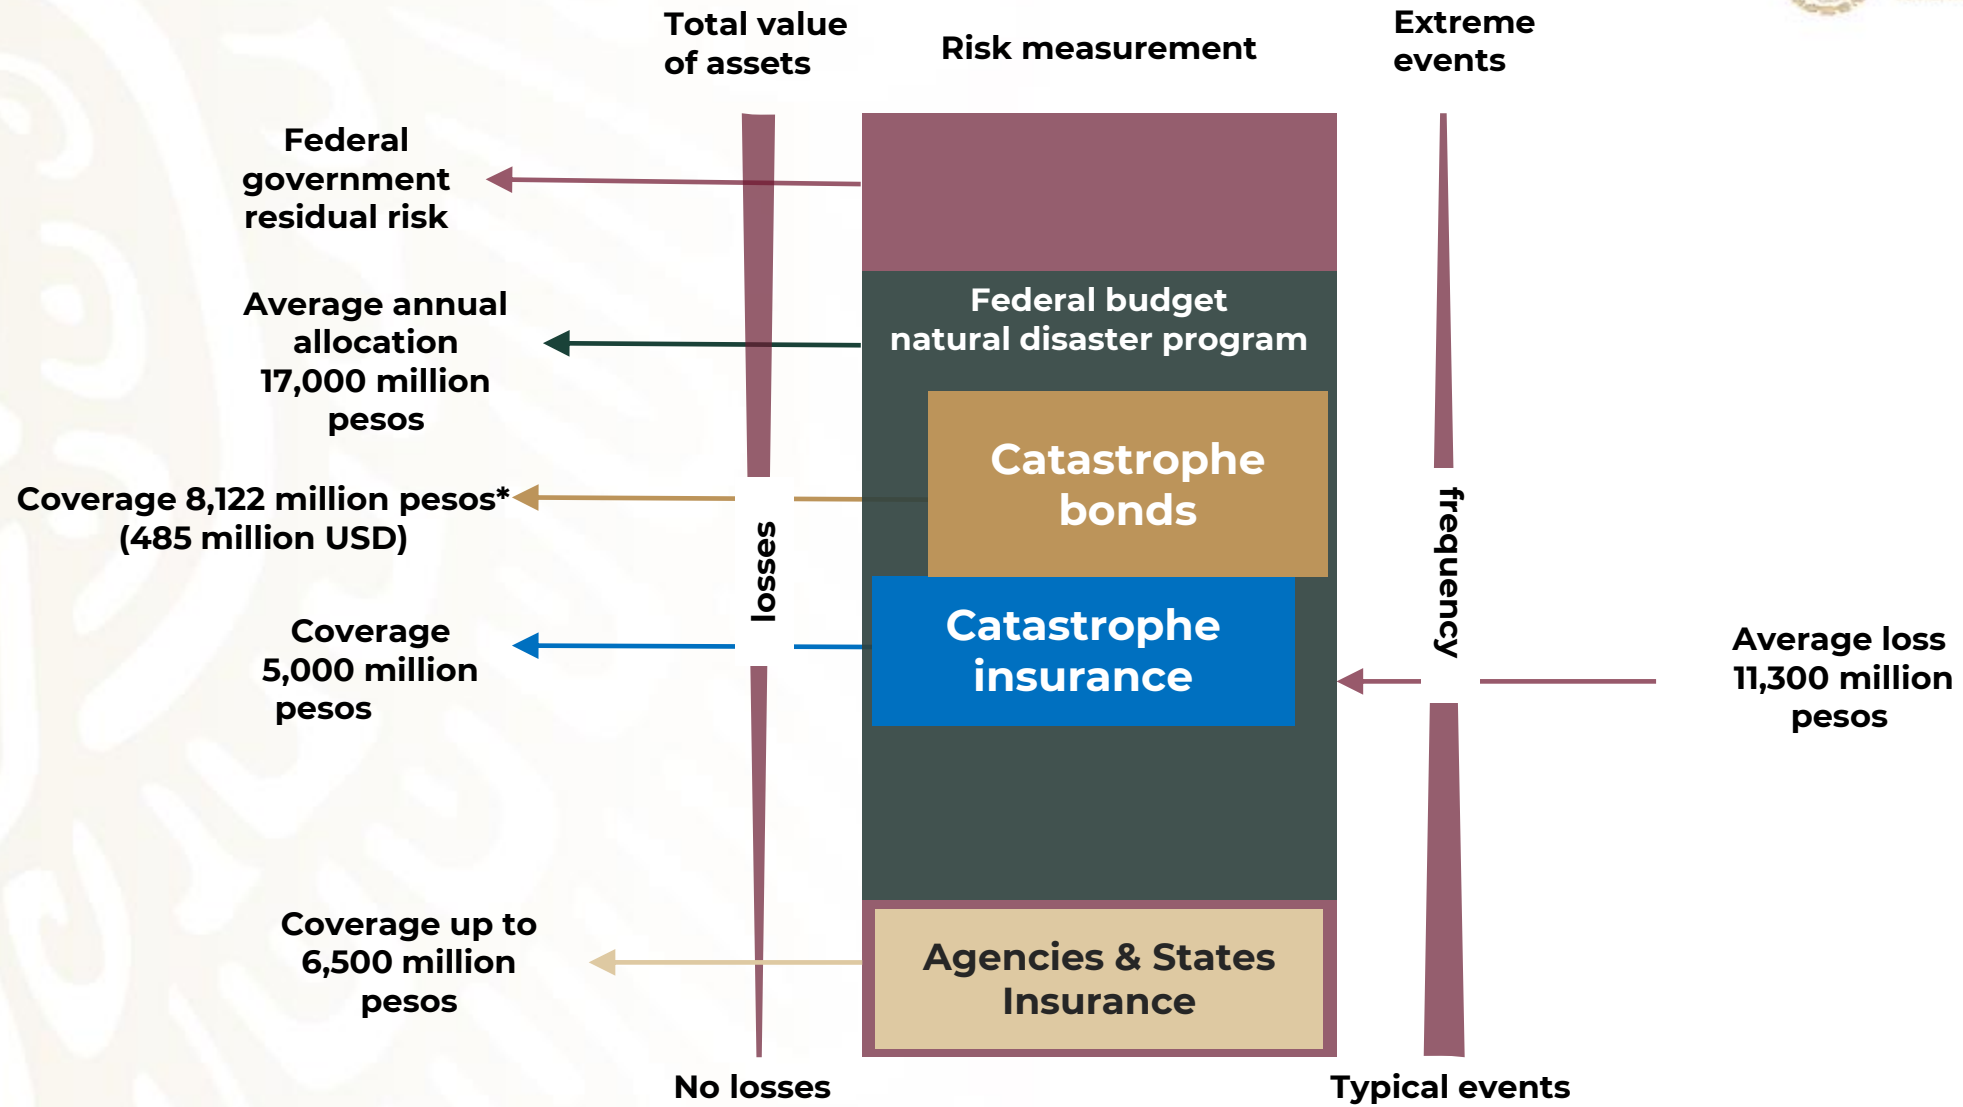 Total value
of assets
Risk measurement
Extreme
events
Federal
government
residual risk
Average annual
allocation
17,000 million
pesos
Federal budget
natural disaster program
Coverage 8,122 million pesos*
(485 million USD)
Catastrophe
bonds
losses
frequency
Coverage
5,000 million
pesos
Catastrophe
insurance
Average loss
11,300 million
pesos
Coverage up to
6,500 million
pesos
Agencies & States
Insurance
No losses
Typical events